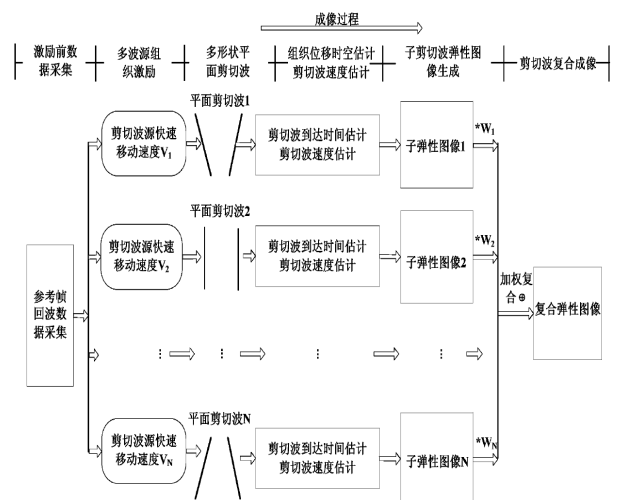 成像过程
激励前数
据采集
多波源组
织激励
多形状平
面剪切波
组织位移时空估计
剪切波速度估计
子剪切波弹性图
像生成
剪切波复合成像
平面剪切波1
剪切波源快速
移动速度V1
剪切波到达时间估计
剪切波速度估计
子弹性图像1
*W1
平面剪切波2
剪切波源快速
移动速度V2
剪切波到达时间估计
剪切波速度估计
子弹性图像2
*W2
参考帧
回波数
据采集
加权复
合⊕
复合弹性图像
⋮
⋮
⋮
⋮
⋮
平面剪切波N
剪切波源快速
移动速度VN
剪切波到达时间估计
剪切波速度估计
子弹性图像N
*WN